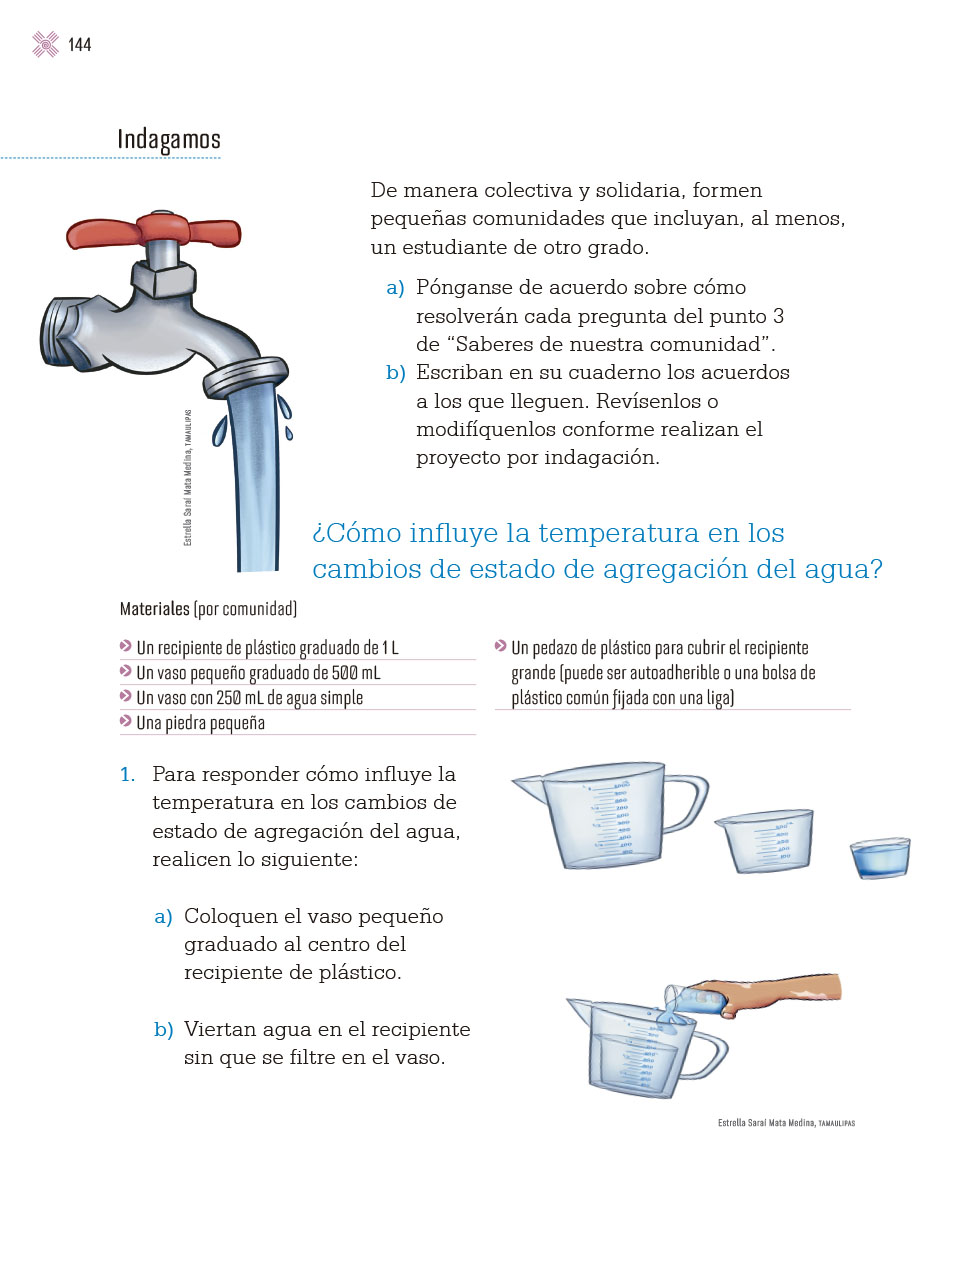 144
Indagamos
De manera colectiva y solidaria, formen
pequeñas comunidades que incluyan, al menos,
un estudiante de otro grado.
a) Pónganse de acuerdo sobre cómo
resolverán cada pregunta del punto 3
de “Saberes de nuestra comunidad”.
b) Escriban en su cuaderno los acuerdos
a los que lleguen. Revísenlos o
modifíquenlos conforme realizan el
proyecto por indagación.
Estrella Saraí Mata Medina, TAMAULIPAS
¿Cómo influye la temperatura en los
cambios de estado de agregación del agua?
Materiales (por comunidad)
Un recipiente de plástico graduado de 1 L
Un vaso pequeño graduado de 500 mL
Un vaso con 250 mL de agua simple
Una piedra pequeña
Un pedazo de plástico para cubrir el recipiente
grande (puede ser autoadherible o una bolsa de
plástico común fijada con una liga)
1. Para responder cómo influye la
temperatura en los cambios de
estado de agregación del agua,
realicen lo siguiente:
a) Coloquen el vaso pequeño
graduado al centro del
recipiente de plástico.
b) Viertan agua en el recipiente
sin que se filtre en el vaso.
Estrella Saraí Mata Medina, TAMAULIPAS